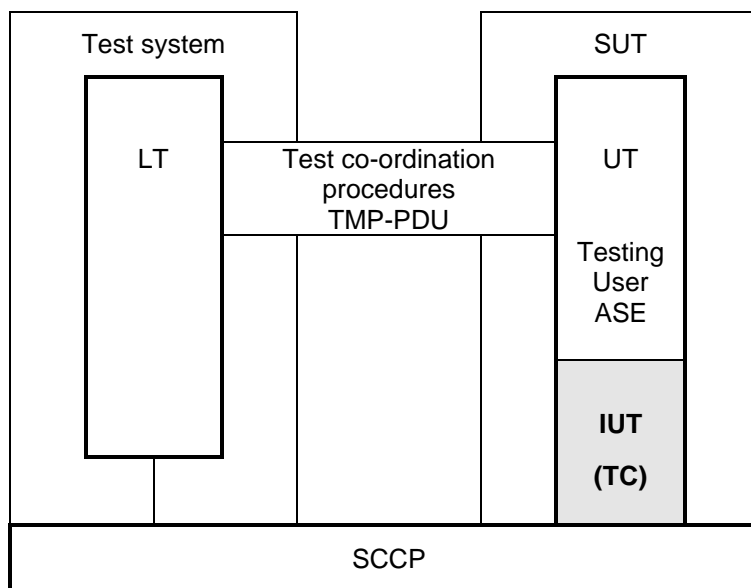 Test system
SUT
LT
Test co-ordination
procedures
TMP-PDU
UT
Testing
User
ASE
IUT
(TC)
SCCP